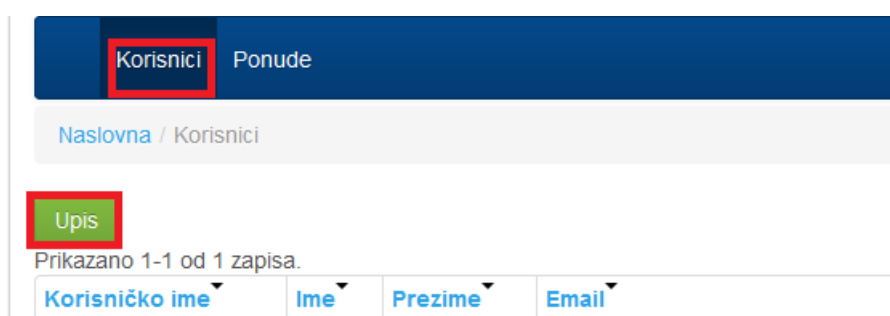 Korisnici Ponude
Naslovna / Korisnici
Upis
Prikazano 1-1 od 1 zapisa.
Korisničko ime Ime Prezime Email